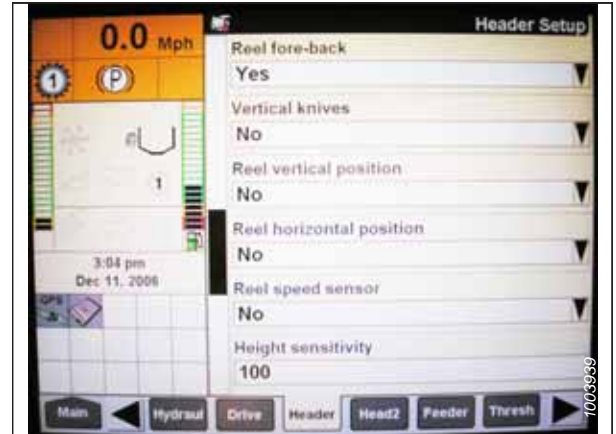 0.0 Mph
1
(P)
1
3:04 pm
Dec 11, 2006
GPS
Header Setup
Reel fore-back
Yes
Vertical knives
No
Reel vertical position
No
Reel horizontal position
No
Reel speed sensor
No
Height sensitivity
100
Main
Hydraul
Drive
Header
Head2
Feeder
Thresh
1003939